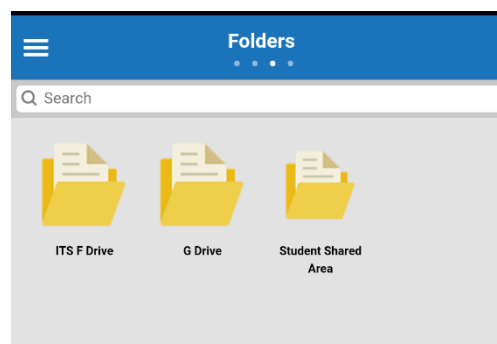 Folders
Search
ITS F Drive
G Drive
Student Shared
Area